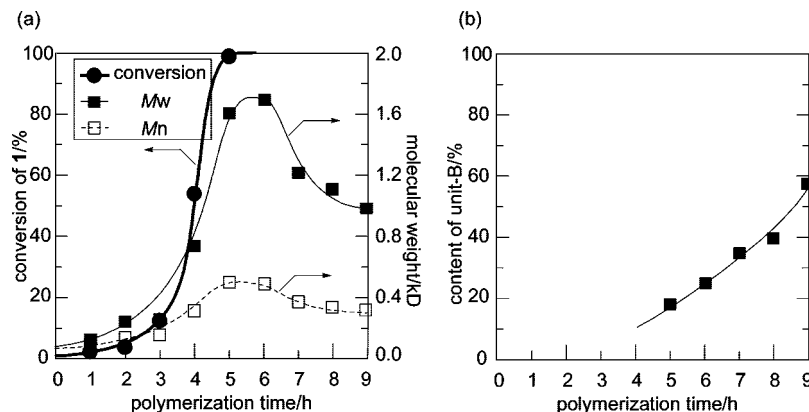 (a)
100
80
60
40
20
0
conversion of 1/%
conversion
Mw
Mn
2.0
1.6
1.2
0.8
0.4
0.0
molecular weight/kD
0 1 2 3 4 5 6 7 8 9
polymerization time/h
(b)
100
80
60
40
20
0
content of unit-B/%
0 1 2 3 4 5 6 7 8 9
polymerization time/h